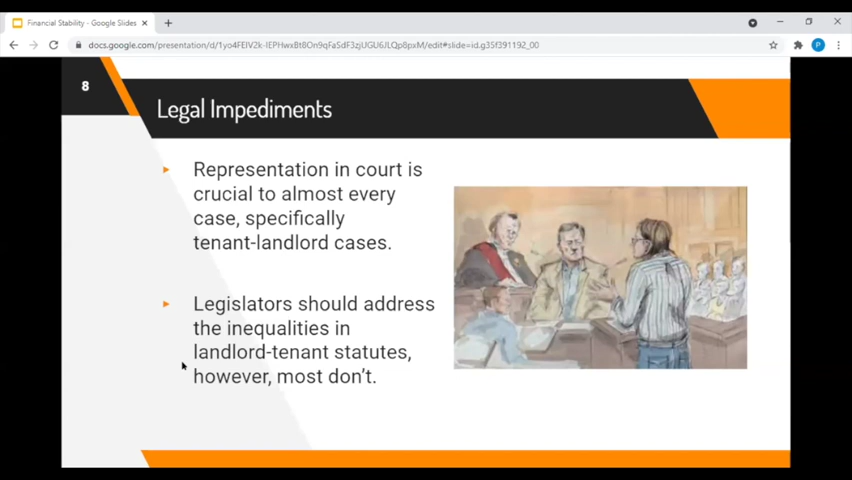 Financial Stability - Google Slides
docs.google.com/presentation/d/1yo4FEIV2k-IEPHwxBt8On9qFaSdF3zjUGU6JLQp8pxM/edit#slide=id.g35f391192_00
P
8
Legal Impediments
Representation in court is
crucial to almost every
case, specifically
tenant-landlord cases.
Legislators should address
the inequalities in
landlord-tenant statutes,
however, most don't.